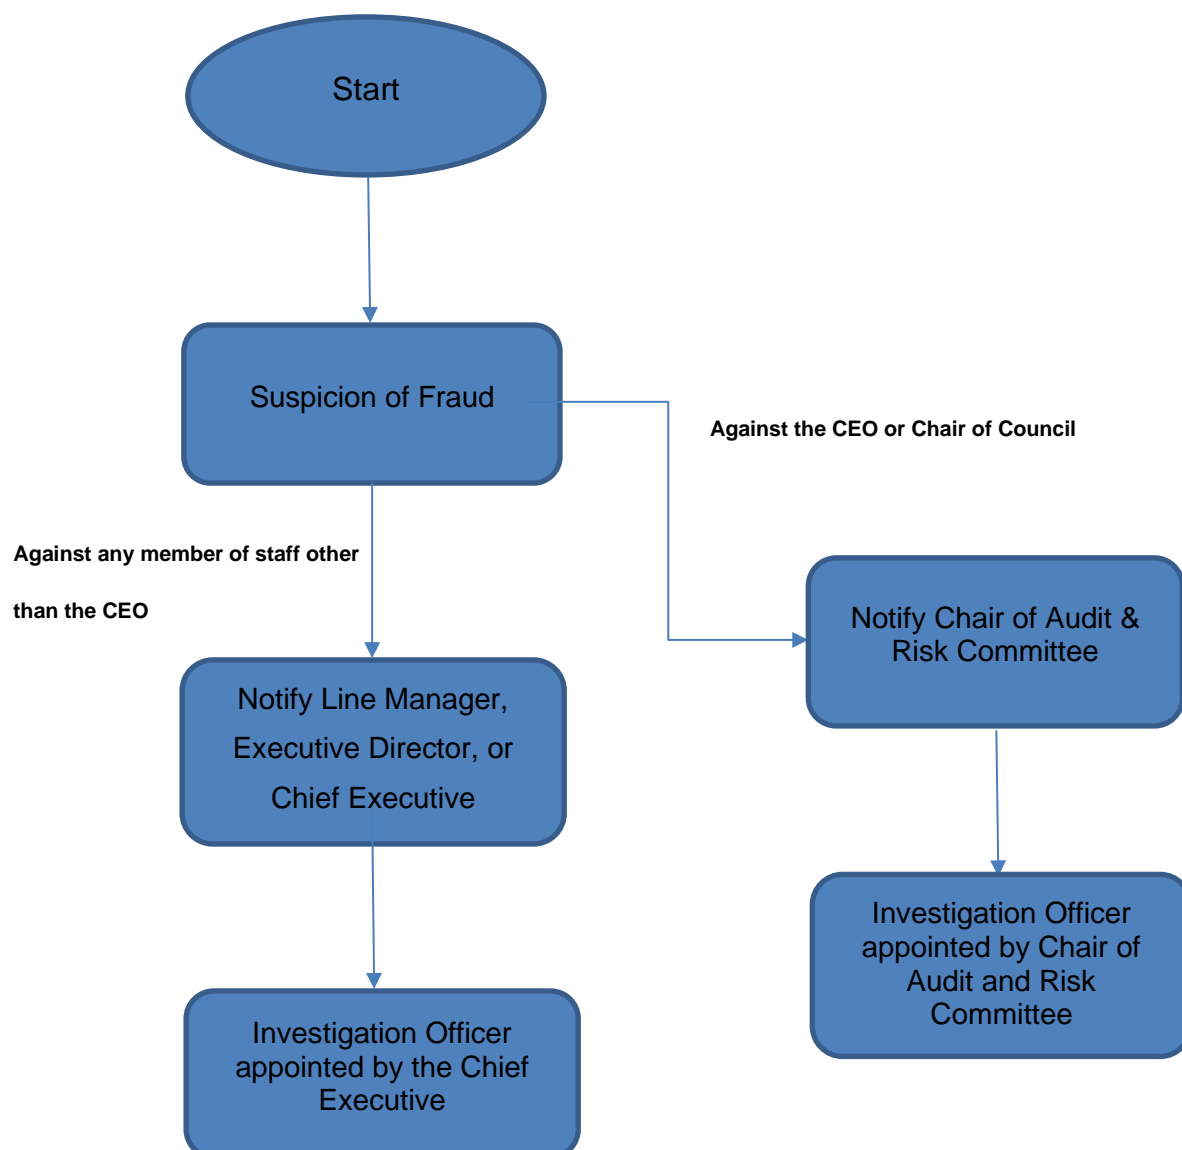 Start
Suspicion of Fraud
Against the CEO or Chair of Council
Against any member of staff other
than the CEO
Notify Chair of Audit &
Risk Committee
Notify Line Manager,
Executive Director, or
Chief Executive
Investigation Officer
appointed by Chair of
Audit and Risk
Committee
Investigation Officer
appointed by the Chief
Executive